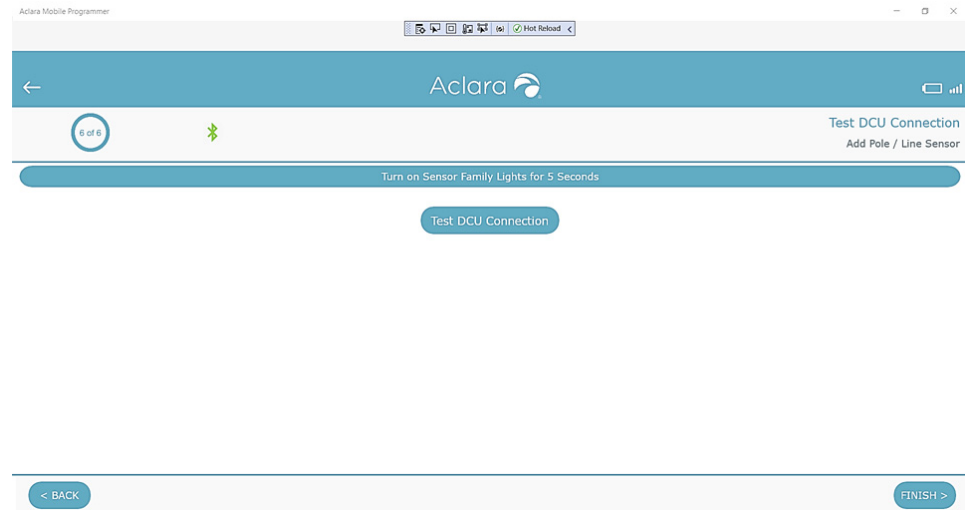 Aclara Mobile Programmer
Hot Reload
Aclara
6 of 6
Test DCU Connection
Add Pole / Line Sensor
Turn on Sensor Family Lights for 5 Seconds
Test DCU Connection
< BACK
FINISH >